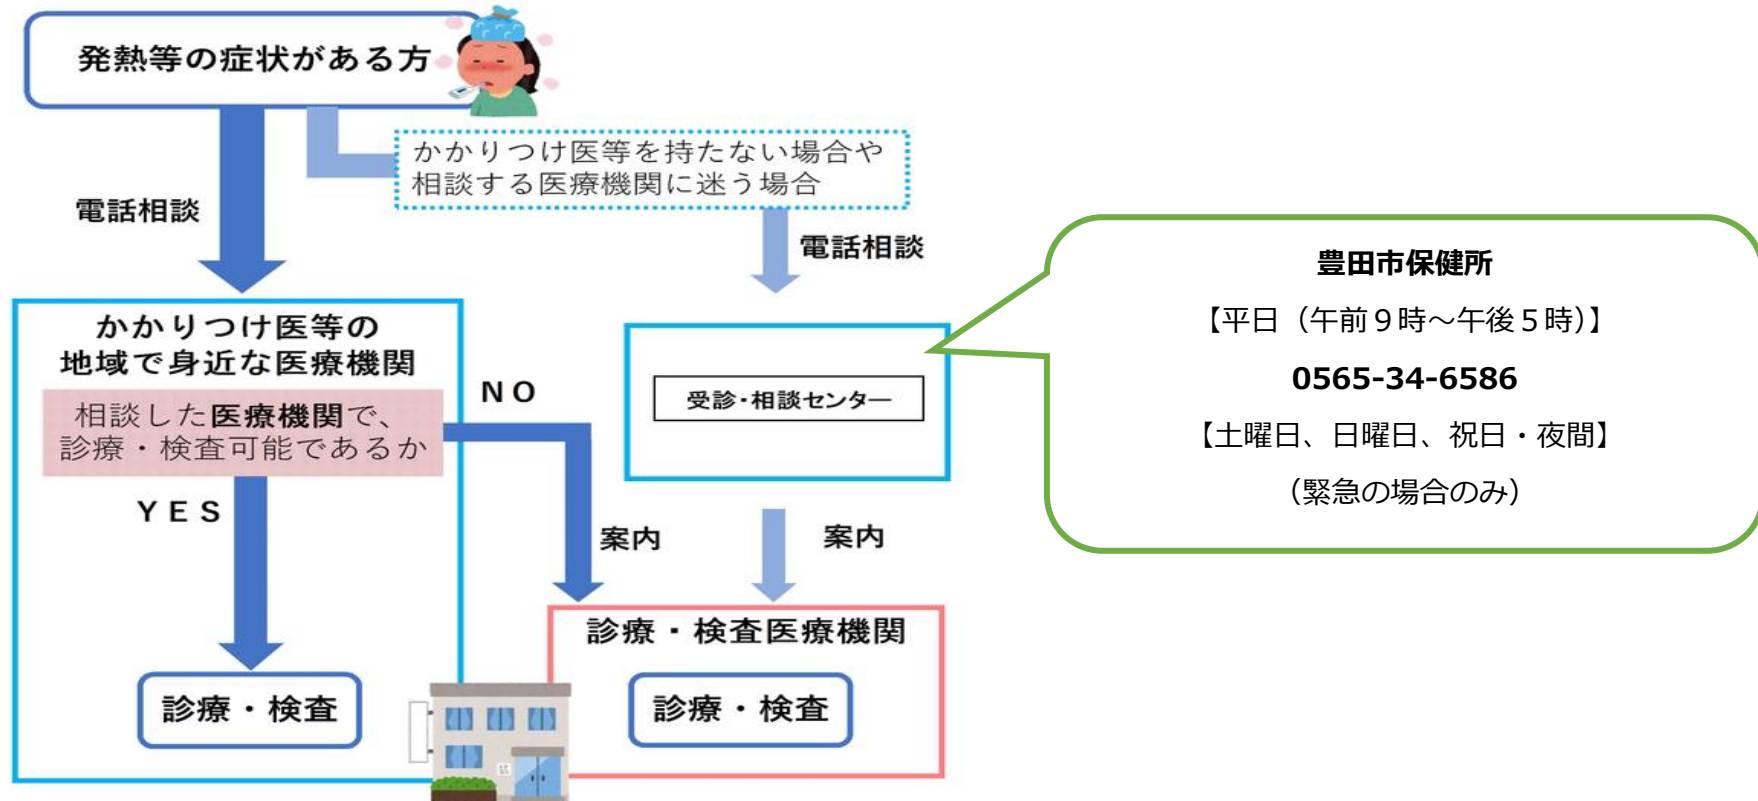 発熱等の症状がある方
かかりつけ医等を持たない場合や
相談する医療機関に迷う場合
電話相談
電話相談
かかりつけ医等の
地域で身近な医療機関
相談した医療機関で、
診療・検査可能であるか
NO
YES
受診・相談センター
豊田市保健所
【平日（午前９時～午後５時）】
0565-34-6586
【土曜日、日曜日、祝日・夜間】
（緊急の場合のみ）
案内
案内
診療・検査医療機関
診療・検査
診療・検査